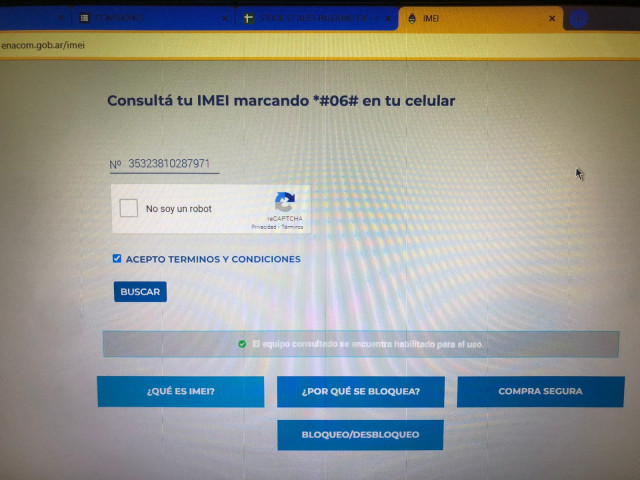 IMEI
enacom.gob.ar/imei
Consultá tu IMEI marcando *#06# en tu celular
Nº 35323810287971
No soy un robot
reCAPTCHA
Privacidad - Términos
ACEPTO TERMINOS Y CONDICIONES
BUSCAR
El equipo consultado se encuentra habilitado para el uso.
¿QUÉ ES IMEI?
¿POR QUÉ SE BLOQUEA?
COMPRA SEGURA
BLOQUEO/DESBLOQUEO